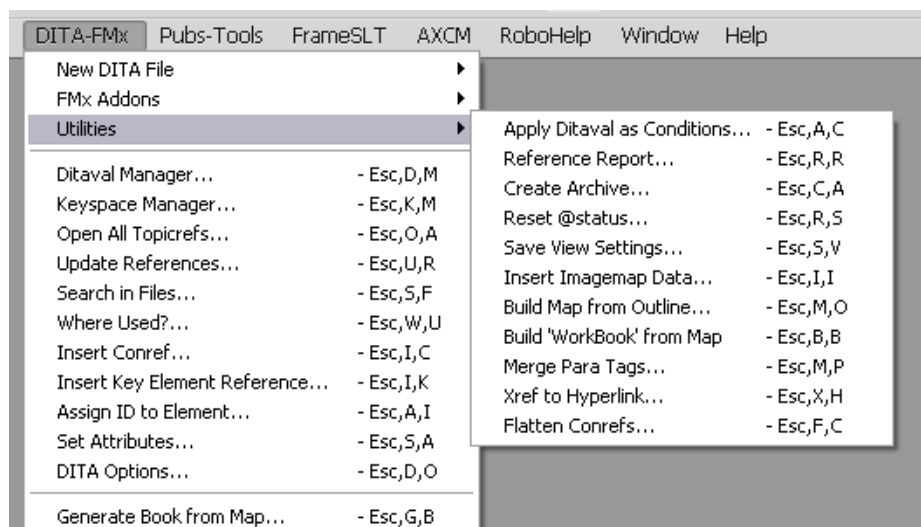 DITA-FMx Pubs-Tools FrameSLT AXCM RoboHelp Window Help
New DITA File
FMx Addons
Utilities
Ditaval Manager... - Esc,D,M
Keyspace Manager... - Esc,K,M
Open All Topicrefs... - Esc,O,A
Update References... - Esc,U,R
Search in Files... - Esc,S,F
Where Used?... - Esc,W,U
Insert Conref... - Esc,I,C
Insert Key Element Reference... - Esc,I,K
Assign ID to Element... - Esc,A,I
Set Attributes... - Esc,S,A
DITA Options... - Esc,D,O
Generate Book from Map... - Esc,G,B
Apply Ditaval as Conditions... - Esc,A,C
Reference Report... - Esc,R,R
Create Archive... - Esc,C,A
Reset @status... - Esc,R,S
Save View Settings... - Esc,S,V
Insert Imagemap Data... - Esc,I,I
Build Map from Outline... - Esc,M,O
Build 'WorkBook' from Map - Esc,B,B
Merge Para Tags... - Esc,M,P
Xref to Hyperlink... - Esc,X,H
Flatten Conrefs... - Esc,F,C